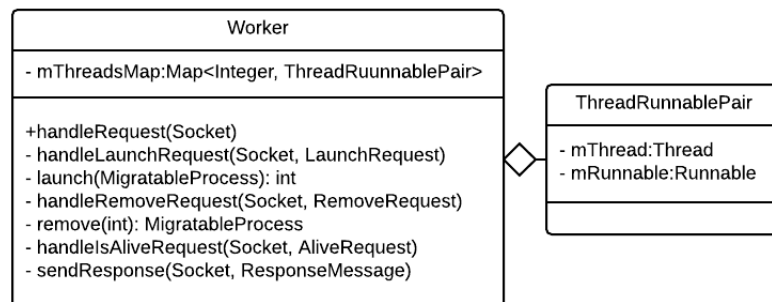 Worker
- mThreadsMap:Map<Integer, ThreadRuunnablePair>
+handleRequest(Socket)
- handleLaunchRequest(Socket, LaunchRequest)
- launch(MigratableProcess): int
- handleRemoveRequest(Socket, RemoveRequest)
- remove(int): MigratableProcess
- handleIsAliveRequest(Socket, AliveRequest)
- sendResponse(Socket, ResponseMessage)
ThreadRunnablePair
- mThread:Thread
- mRunnable:Runnable